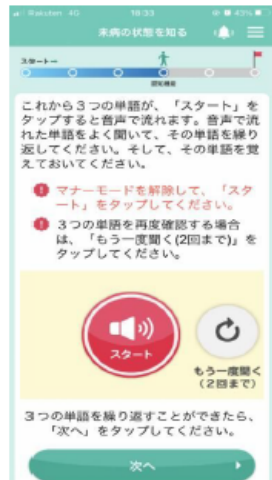 Rakuten 4G 18:33 43%
未病の状態を知る
スタート
認知機能
これから3つの単語が、「スタート」を
タップすると音声で流れます。音声で流
れた単語をよく聞いて、その単語を繰り
返してください。そして、その単語を覚
えておいてください。
マナーモードを解除して、「スタ
ート」をタップしてください。
3つの単語を再度確認する場合
は、「もう一度聞く(2回まで)」を
タップしてください。
スタート
もう一度聞く
(2回まで)
3つの単語を繰り返すことができたら、
「次へ」をタップしてください。
次へ